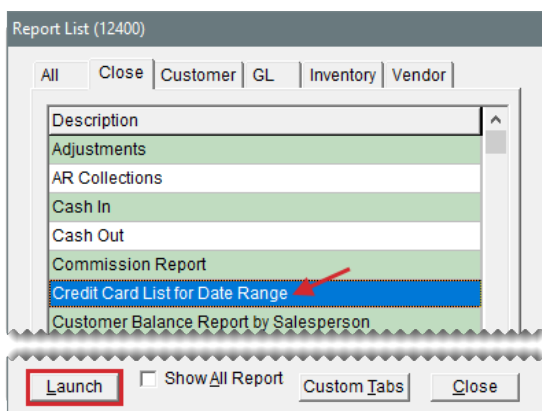 Report List (12400)
All Close Customer GL Inventory Vendor
Description
Adjustments
AR Collections
Cash In
Cash Out
Commission Report
Credit Card List for Date Range
Customer Balance Report by Salesperson
Launch Show All Report Custom Tabs Close